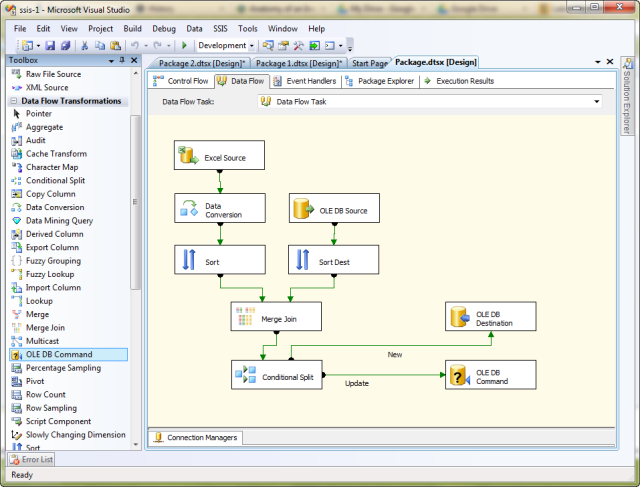 ssis-1 - Microsoft Visual Studio
File Edit View Project Build Debug Data SSIS Tools Window Help
Development
Toolbox
Package 2.dtsx [Design]* Package 1.dtsx [Design]* Start Page Package.dtsx [Design]
Control Flow Data Flow Event Handlers Package Explorer Execution Results
Data Flow Task: Data Flow Task
Raw File Source
XML Source
Data Flow Transformations
Pointer
Aggregate
Audit
Cache Transform
Character Map
Conditional Split
Copy Column
Data Conversion
Data Mining Query
Derived Column
Export Column
Fuzzy Grouping
Fuzzy Lookup
Import Column
Lookup
Merge
Merge Join
Multicast
OLE DB Command
Percentage Sampling
Pivot
Row Count
Row Sampling
Script Component
Slowly Changing Dimension
Sort
Excel Source
Data
Conversion
OLE DB Source
Sort
Sort Dest
Merge Join
OLE DB
Destination
New
Conditional Split
Update
OLE DB
Command
Connection Managers
Solution Explorer
Error List
Ready